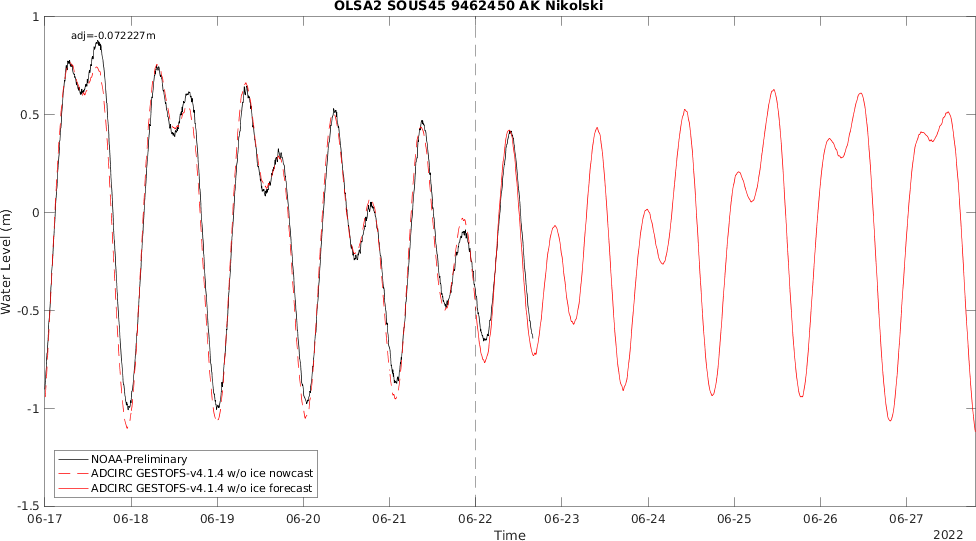 OLSA2 SOUS45 9462450 AK Nikolski
adj=-0.072227m
Water Level (m)
1
0.5
0
-0.5
-1
-1.5
NOAA-Preliminary
ADCIRC GESTOFS-v4.1.4 w/o ice nowcast
ADCIRC GESTOFS-v4.1.4 w/o ice forecast
06-17 06-18 06-19 06-20 06-21 06-22 06-23 06-24 06-25 06-26 06-27
Time
2022